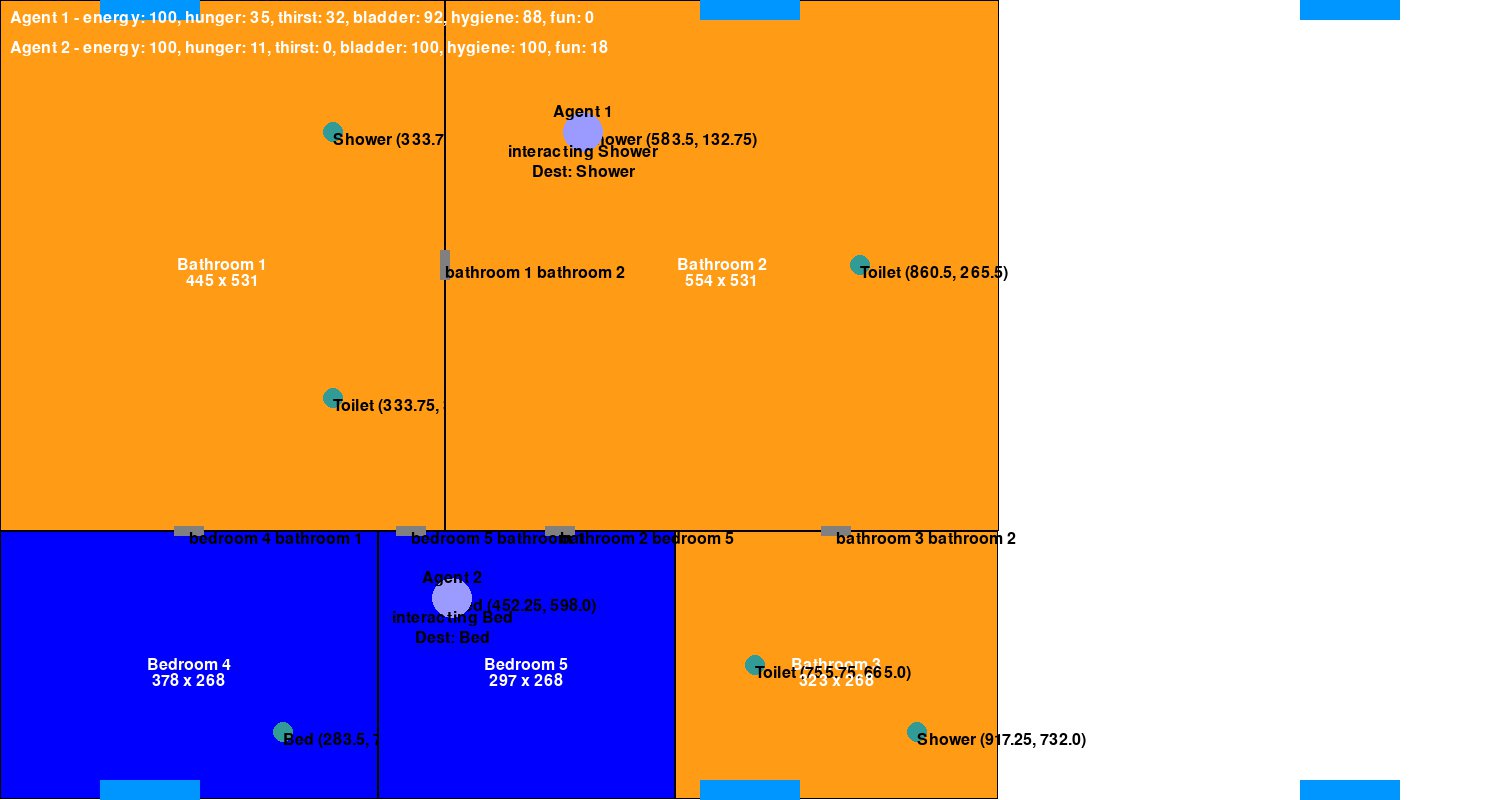 Agent 1 - energy: 100, hunger: 35, thirst: 32, bladder: 92, hygiene: 88, fun: 0
Agent 2 - energy: 100, hunger: 11, thirst: 0, bladder: 100, hygiene: 100, fun: 18
Agent 1
Shower (333.7
ower (583.5, 132.75)
interacting Shower
Dest: Shower
Bathroom 1
445 x 531
bathroom 1 bathroom 2
Bathroom 2
554 x 531
Toilet (860.5, 265.5)
Toilet (333.75,
bedroom 4 bathroom 1
bedroom 5
bathroom 2 bedroom 5
bathroom 3 bathroom 2
Agent 2
d (452.25, 598.0)
interacting Bed
Dest: Bed
Bedroom 4
378 x 268
Bedroom 5
297 x 268
Bathroom 3
323 x 268
Toilet (755.75, 665.0)
Bed (283.5,
Shower (917.25, 732.0)